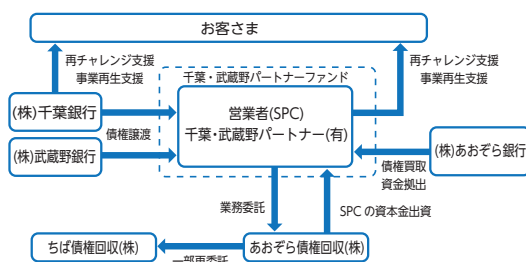 お客さま
再チャレンジ支援
事業再生支援
千葉・武蔵野パートナーファンド
再チャレンジ支援
事業再生支援
(株)千葉銀行
営業者(SPC)
千葉・武蔵野パートナー(有)
債権譲渡
(株)武蔵野銀行
(株)あおぞら銀行
債権買取
資金拠出
業務委託
SPCの資本金出資
ちば債権回収(株)
あおぞら債権回収(株)
一部再委託